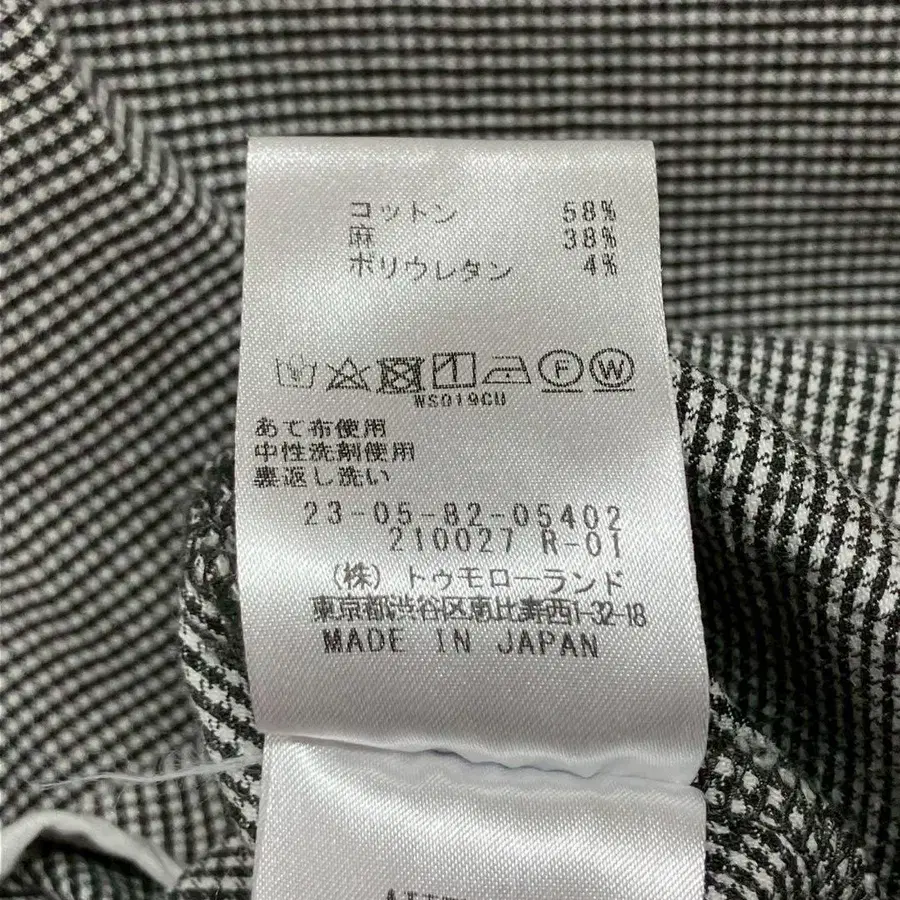 コットン 58%
麻 38%
ポリウレタン 4%
F W
WS019CU
あて布使用
中性洗剤使用
裏返し洗い
23-05-82-05402
210027 R-01
(株) トゥモローランド
東京都渋谷区恵比寿西1-32-18
MADE IN JAPAN